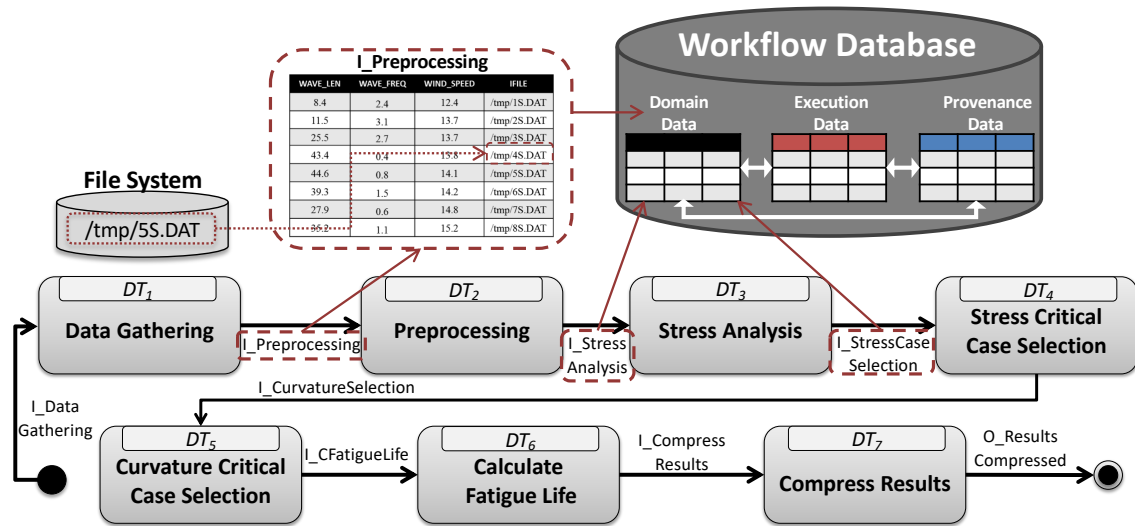 Workflow Database
I_Preprocessing
WAVE_LEN WAVE_FREQ WIND_SPEED IFILE
8.4 2.4 12.4 /tmp/1S.DAT
11.5 3.1 13.7 /tmp/2S.DAT
25.5 2.7 13.7 /tmp/3S.DAT
43.4 0.4 15.8 /tmp/4S.DAT
44.6 0.8 14.1 /tmp/5S.DAT
39.3 1.5 14.2 /tmp/6S.DAT
27.9 0.6 14.8 /tmp/7S.DAT
36.2 1.1 15.2 /tmp/8S.DAT
Domain
Data
Execution
Data
Provenance
Data
File System
/tmp/5S.DAT
DT1
Data Gathering
I_Preprocessing
DT2
Preprocessing
I_Stress
Analysis
DT3
Stress Analysis
I_StressCase
Selection
DT4
Stress Critical
Case Selection
I_CurvatureSelection
I_Data
Gathering
DT5
Curvature Critical
Case Selection
I_CFatigueLife
DT6
Calculate
Fatigue Life
I_Compress
Results
DT7
Compress Results
O_Results
Compressed